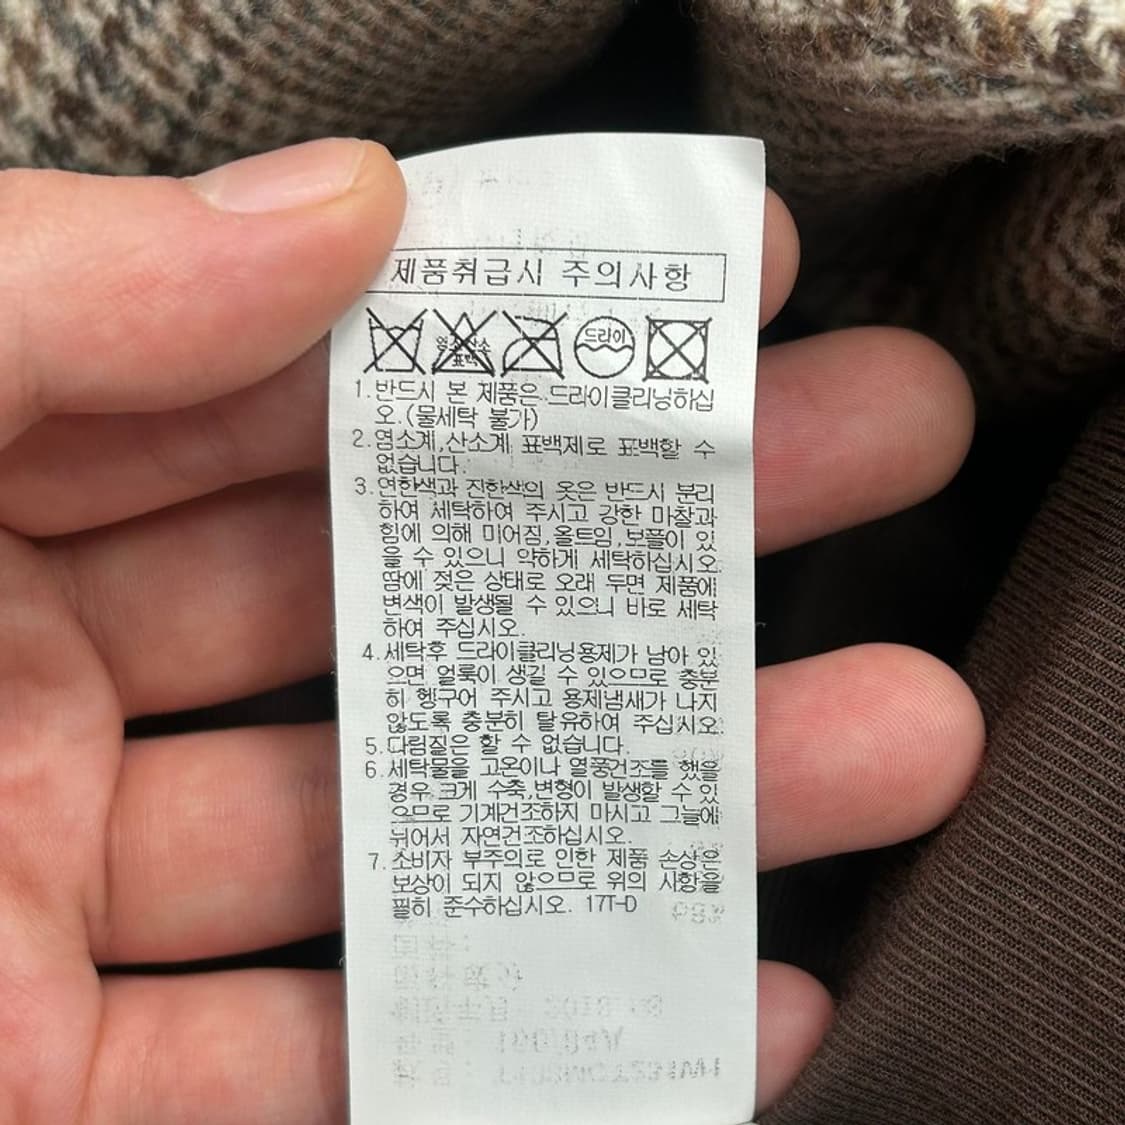 제품취급시 주의사항
염소,산소
표백
드라이
1.반드시 본 제품은 드라이클리닝하십
오.(물세탁 불가)
2.염소계,산소계 표백제로 표백할 수
없습니다.
3.연한색과 진한색의 옷은 반드시 분리
하여 세탁하여 주시고 강한 마찰과
힘에 의해 미어짐,올트임,보풀이 있
을 수 있으니 약하게 세탁하십시오.
땀에 젖은 상태로 오래 두면 제품에
변색이 발생될 수 있으니 바로 세탁
하여 주십시오.
4.세탁후 드라이클리닝용제가 남아 있
으면 얼룩이 생길 수 있으므로 충분
히 헹구어 주시고 용제냄새가 나지
않도록 충분히 탈유하여 주십시오.
5.다림질은 할 수 없습니다.
6.세탁물을 고온이나 열풍건조를 했을
경우 크게 수축,변형이 발생할 수 있
으므로 기계건조하지 마시고 그늘에
뉘어서 자연건조하십시오.
7.소비자 부주의로 인한 제품 손상은
보상이 되지 않으므로 위의 사항을
필히 준수하십시오. 17T-D